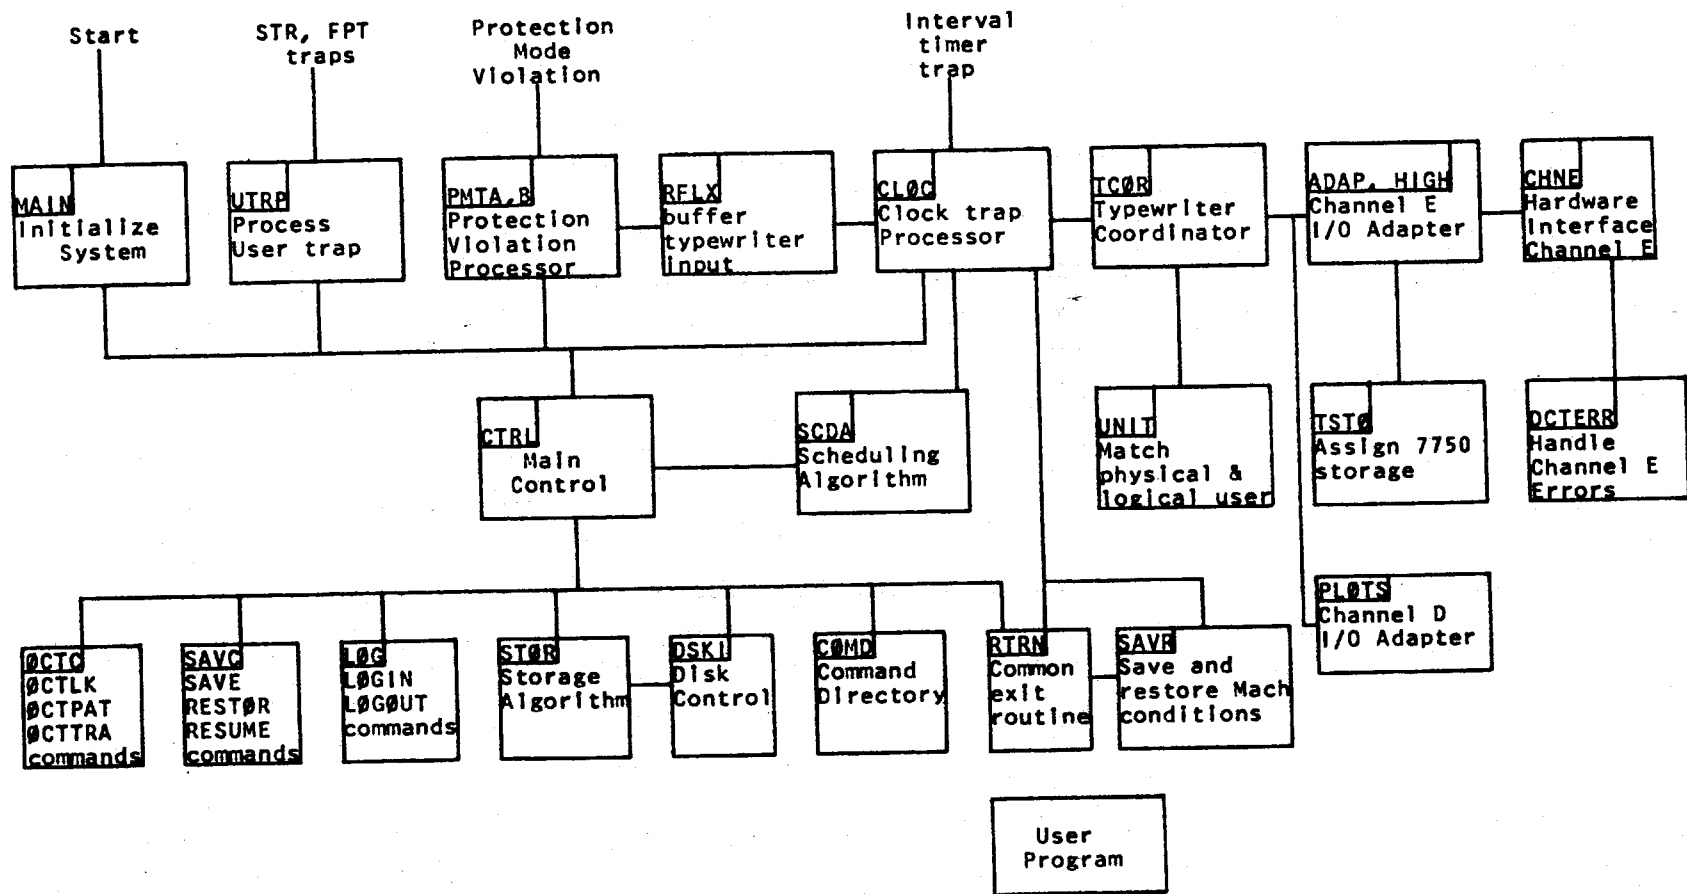 Start
STR, FPT
traps
Protection
Mode
Violation
Interval
timer
trap
MAIN
Initialize
System
UTRP
Process
User trap
PMTA,B
Protection
Violation
Processor
RFLX
buffer
typewriter
input
CLØC
Clock trap
Processor
TCØR
Typewriter
Coordinator
ADAP, HIGH
Channel E
I/O Adapter
CHNE
Hardware
Interface
Channel E
CTRL
Main
Control
SCDA
Scheduling
Algorithm
UNIT
Match
physical &
logical user
TSTØ
Assign 7750
storage
DCTERR
Handle
Channel E
Errors
PLØTS
Channel D
I/O Adapter
ØCTC
ØCTLK
ØCTPAT
ØCTTRA
commands
SAVC
SAVE
RESTØR
RESUME
commands
LØG
LØGIN
LØGØUT
commands
STØR
Storage
Algorithm
DSKI
Disk
Control
CØMD
Command
Directory
RTRN
Common
exit
routine
SAVR
Save and
restore Mach
conditions
User
Program